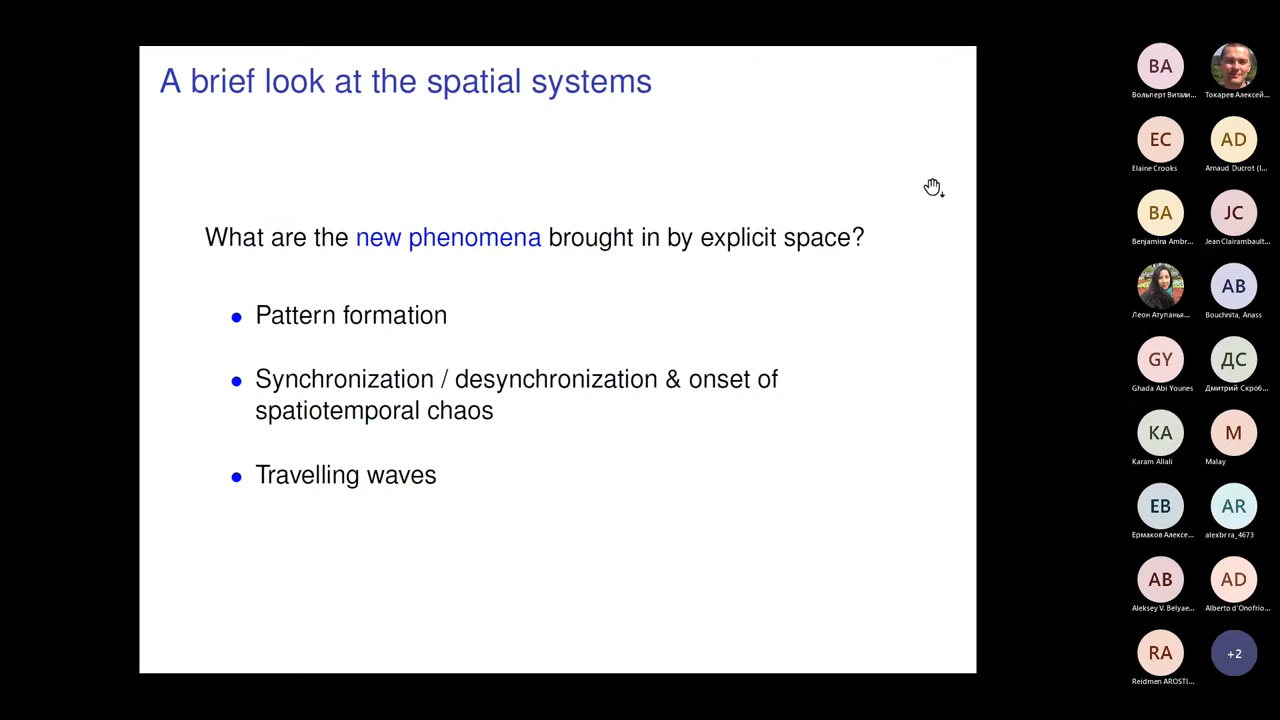 A brief look at the spatial systems
What are the new phenomena brought in by explicit space?
• Pattern formation
• Synchronization / desynchronization & onset of
spatiotemporal chaos
• Travelling waves
BA
Вольперт Витали...
Токарев Алексей...
EC
Elaine Crooks
AD
Arnaud Ducrot (I...
BA
Benjamina Ambr...
JC
Jean Clairambault...
Леон Атупанья...
AB
Bouchnita, Anass
GY
Ghada Abi Younes
ДС
Дмитрий Скроб...
KA
Karam Allali
M
Malay
EB
Ермаков Алексе...
AR
alexbrra_4673
AB
Aleksey V. Belyae...
AD
Alberto d'Onofrio...
RA
Reidmen AROSTI...
+2